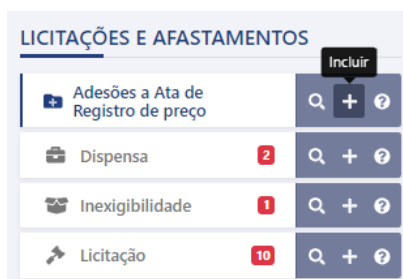 LICITAÇÕES E AFASTAMENTOS
Incluir
Adesões a Ata de
Registro de preço
Dispensa 2
Inexigibilidade 1
Licitação 10